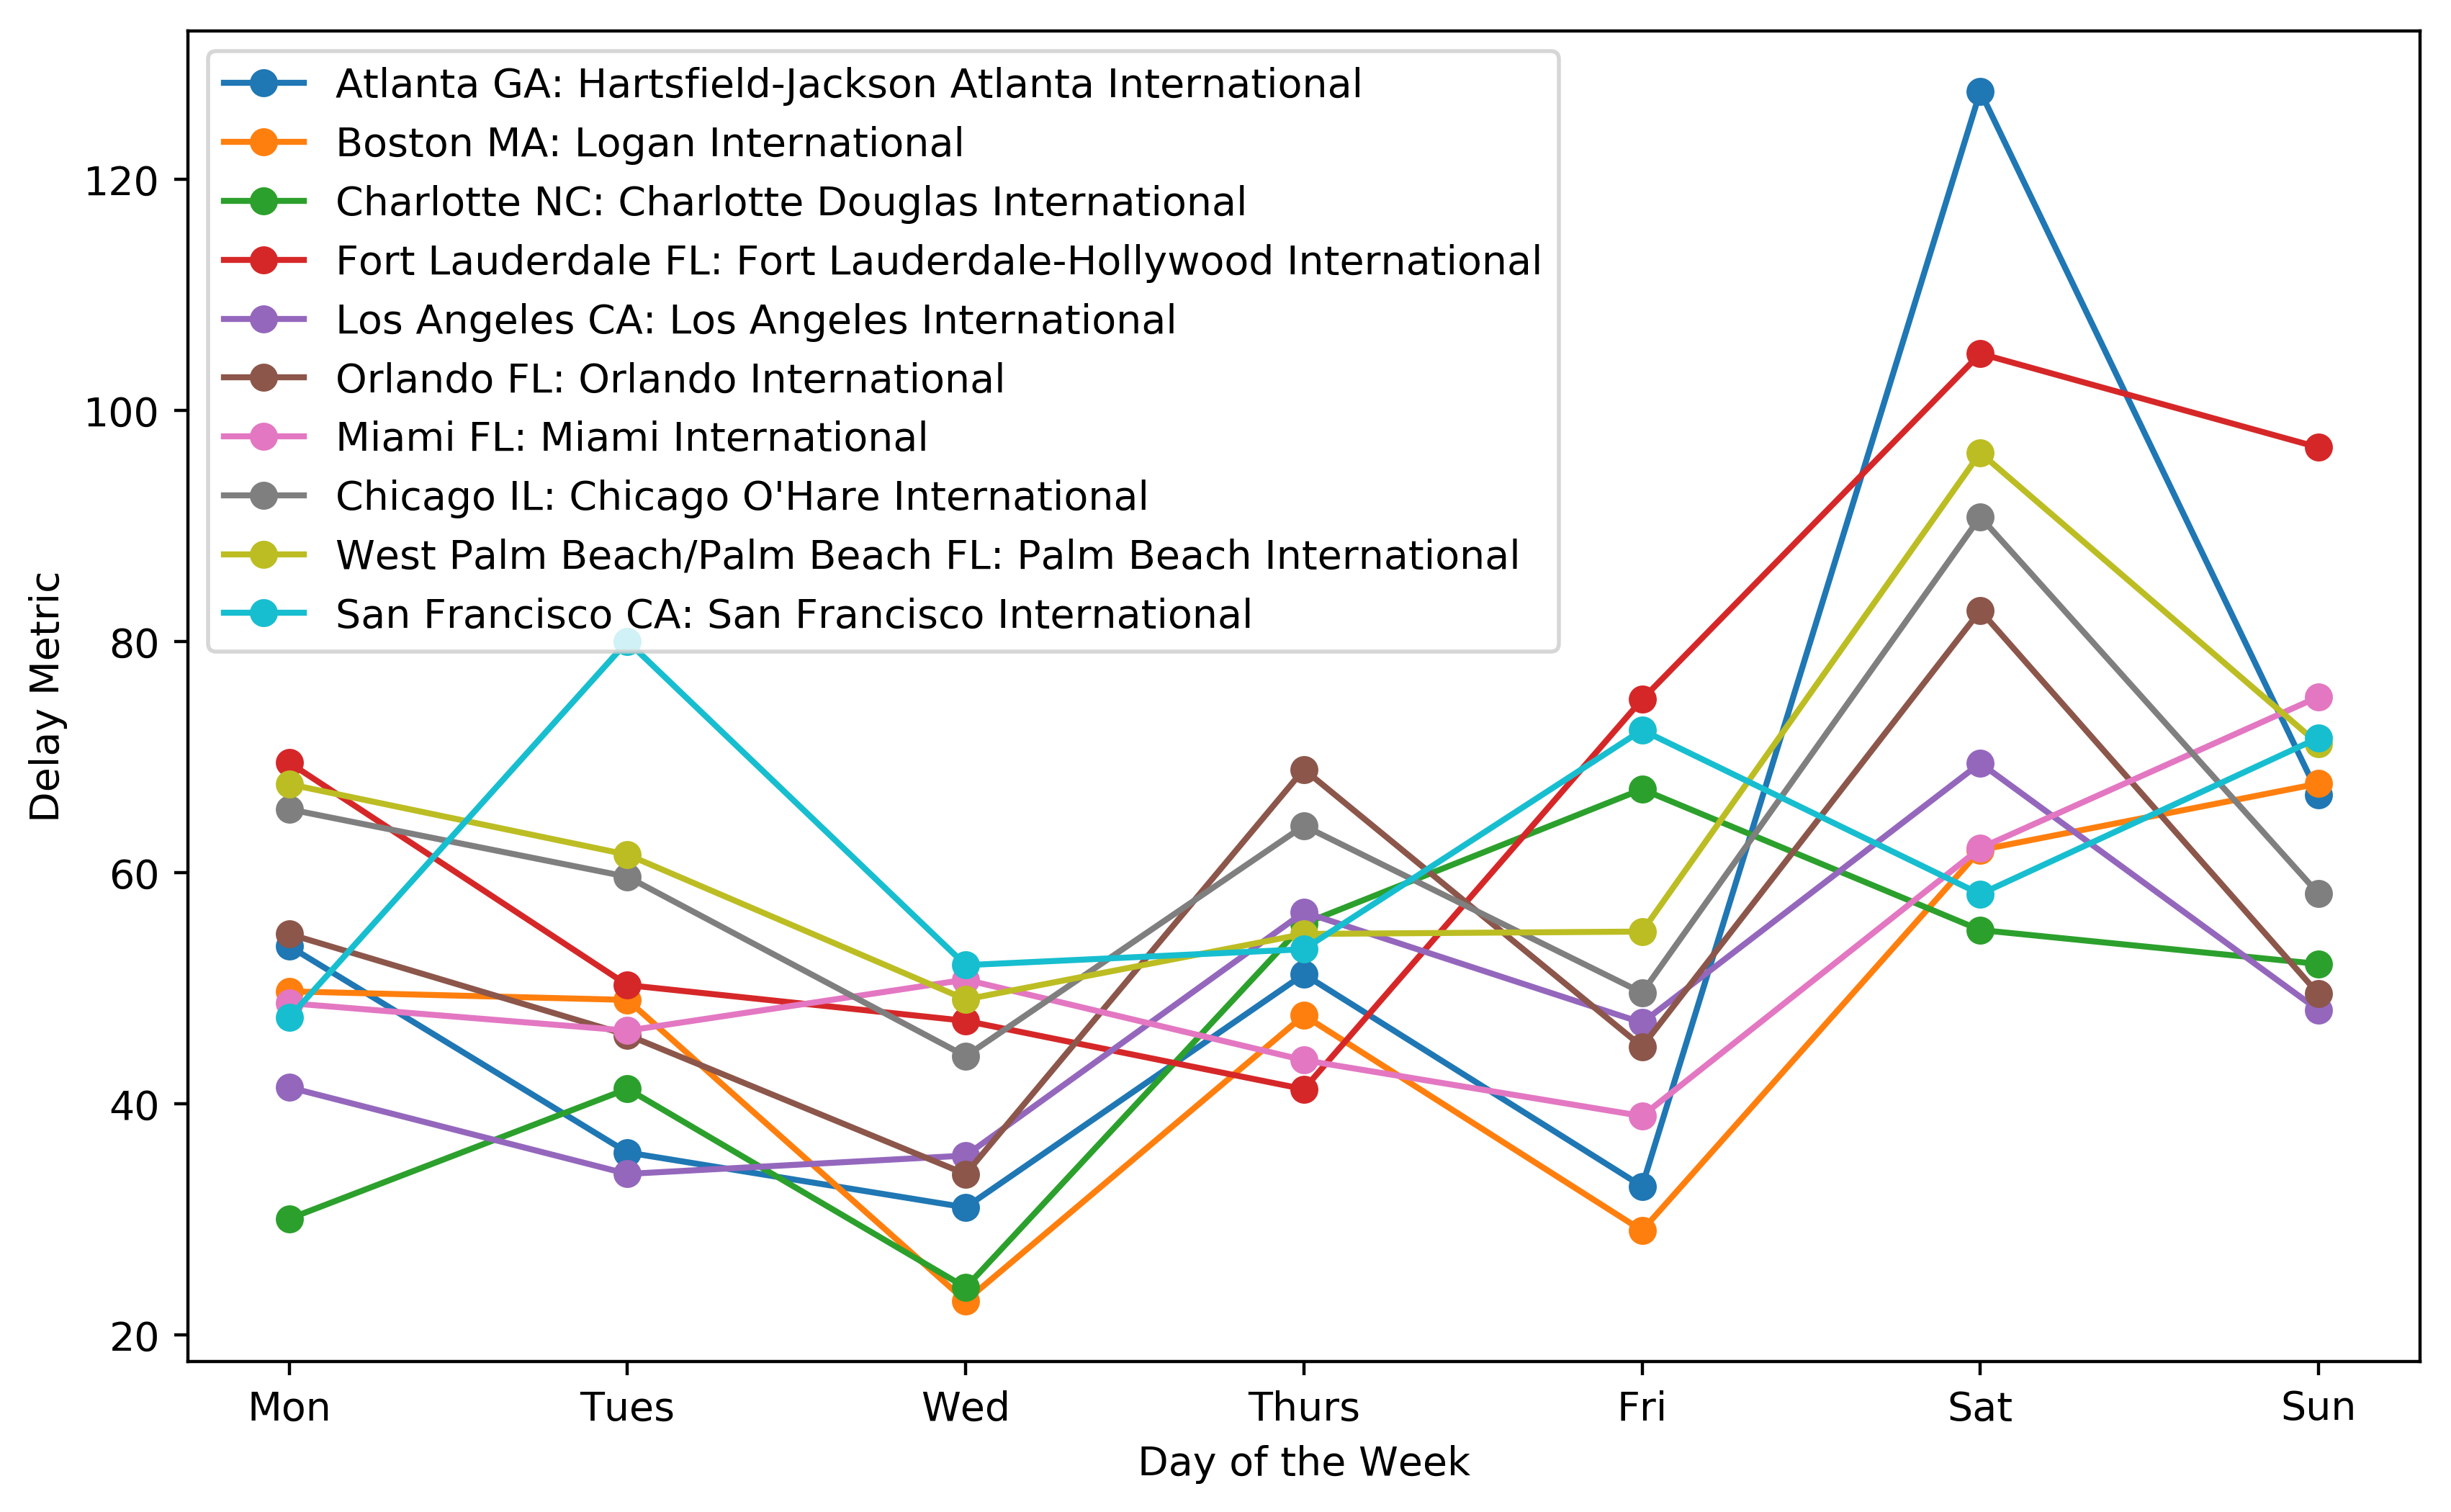 Atlanta GA: Hartsfield-Jackson Atlanta International
Boston MA: Logan International
Charlotte NC: Charlotte Douglas International
Fort Lauderdale FL: Fort Lauderdale-Hollywood International
Los Angeles CA: Los Angeles International
Orlando FL: Orlando International
Miami FL: Miami International
Chicago IL: Chicago O'Hare International
West Palm Beach/Palm Beach FL: Palm Beach International
San Francisco CA: San Francisco International
120
100
80
60
40
20
Delay Metric
Mon Tues Wed Thurs Fri Sat Sun
Day of the Week